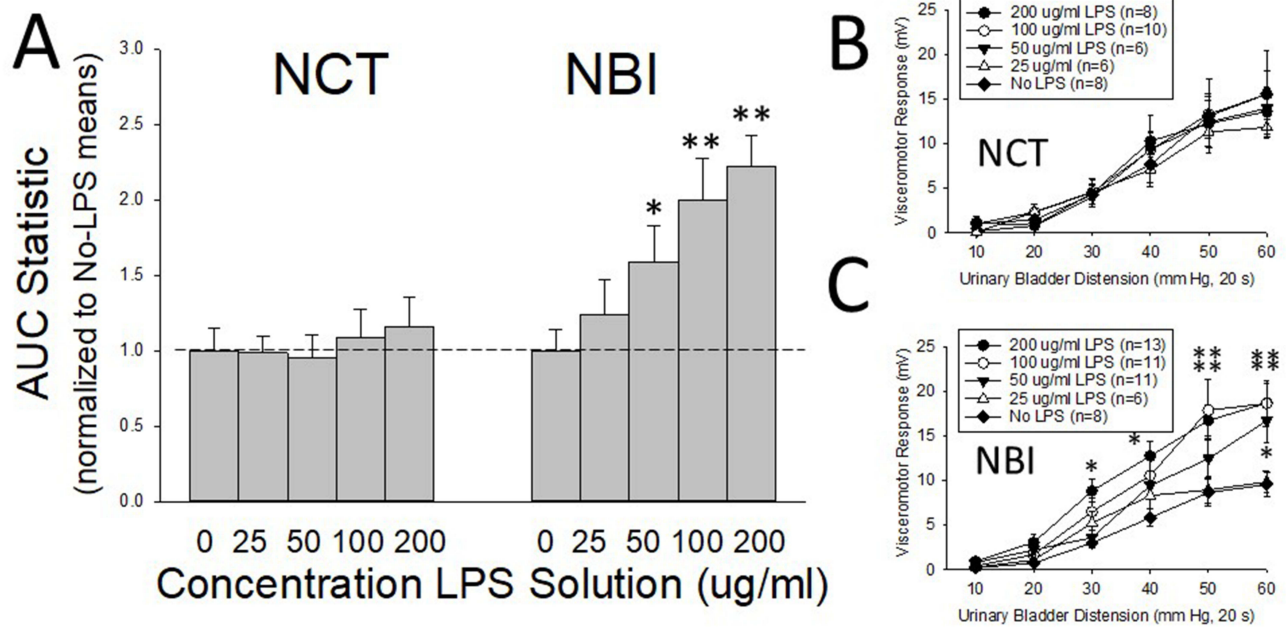 A
AUC Statistic
(normalized to No-LPS means)
3.0
2.5
2.0
1.5
1.0
0.5
0.0
NCT
NBI
*
**
**
0 25 50 100 200
0 25 50 100 200
Concentration LPS Solution (ug/ml)
B
Visceromotor Response (mV)
25
20
15
10
5
0
200 ug/ml LPS (n=8)
100 ug/ml LPS (n=10)
50 ug/ml LPS (n=6)
25 ug/ml (n=6)
No LPS (n=8)
NCT
10 20 30 40 50 60
Urinary Bladder Distension (mm Hg, 20 s)
C
Visceromotor Response (mV)
25
20
15
10
5
0
200 ug/ml LPS (n=13)
100 ug/ml LPS (n=11)
50 ug/ml LPS (n=11)
25 ug/ml LPS (n=6)
No LPS (n=8)
** **
** **
*
*
*
NBI
10 20 30 40 50 60
Urinary Bladder Distension (mm Hg, 20 s)